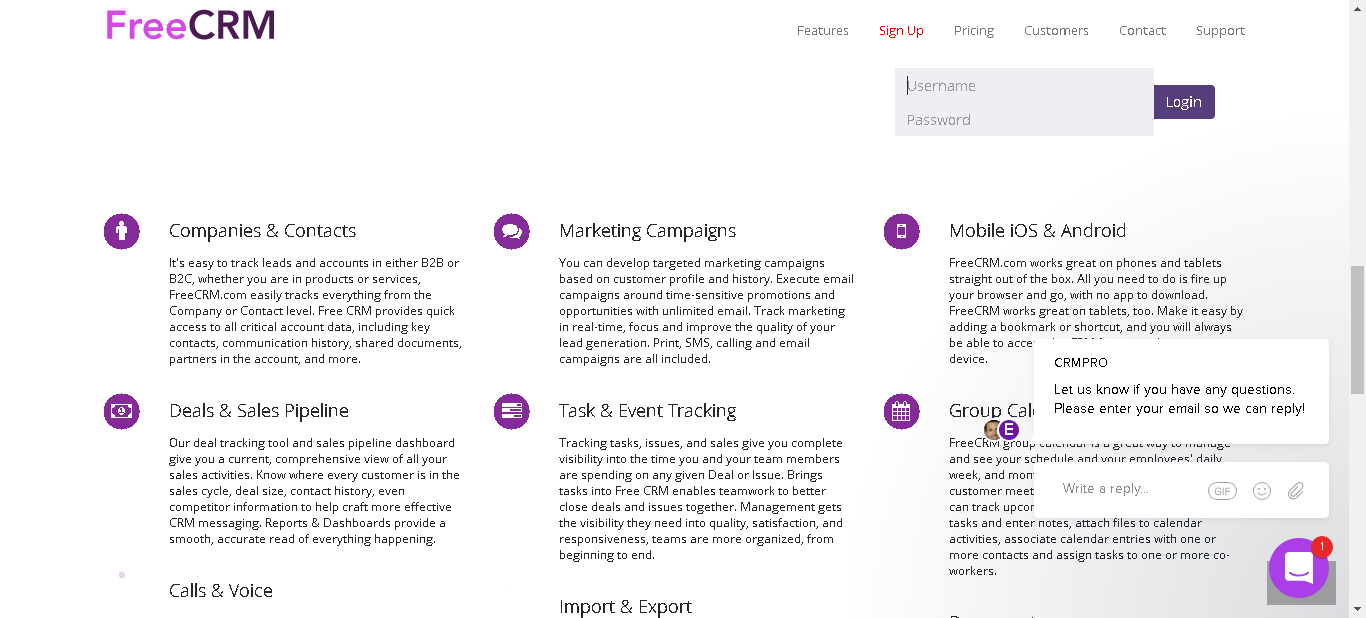 FreeCRM
Features
Sign Up
Pricing
Customers
Contact
Support
Username
Password
Login
Companies & Contacts
It's easy to track leads and accounts in either B2B or
B2C, whether you are in products or services,
FreeCRM.com easily tracks everything from the
Company or Contact level. Free CRM provides quick
access to all critical account data, including key
contacts, communication history, shared documents,
partners in the account, and more.
Marketing Campaigns
You can develop targeted marketing campaigns
based on customer profile and history. Execute email
campaigns around time-sensitive promotions and
opportunities with unlimited email. Track marketing
in real-time, focus and improve the quality of your
lead generation. Print, SMS, calling and email
campaigns are all included.
Mobile iOS & Android
FreeCRM.com works great on phones and tablets
straight out of the box. All you need to do is fire up
your browser and go, with no app to download.
FreeCRM works great on tablets, too. Make it easy by
adding a bookmark or shortcut, and you will always
be able to
device.
Deals & Sales Pipeline
Our deal tracking tool and sales pipeline dashboard
give you a current, comprehensive view of all your
sales activities. Know where every customer is in the
sales cycle, deal size, contact history, even
competitor information to help craft more effective
CRM messaging. Reports & Dashboards provide a
smooth, accurate read of everything happening.
Task & Event Tracking
Tracking tasks, issues, and sales give you complete
visibility into the time you and your team members
are spending on any given Deal or Issue. Brings
tasks into Free CRM enables teamwork to better
close deals and issues together. Management gets
the visibility they need into quality, satisfaction, and
responsiveness, teams are more organized, from
beginning to end.
Group
FreeCRM group calendar is a great way to manage
and see your schedule and your employees' daily
week, and
customer
can track
tasks and enter notes, attach files to calendar
activities, associate calendar entries with one or
more contacts and assign tasks to one or more co-
workers.
CRMPRO
Let us know if you have any questions.
Please enter your email so we can reply!
E
Write a reply...
GIF
1
Calls & Voice
Import & Export